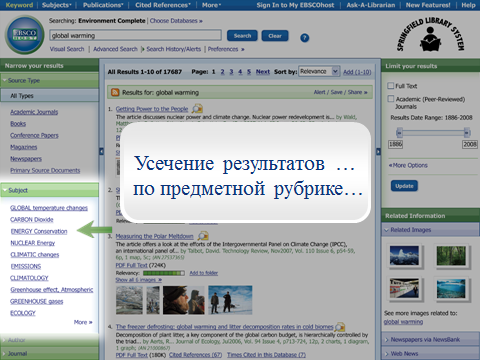 Keyword Subjects Publications Cited References More Sign In to My EBSCOhost Ask-A-Librarian New Features! Help
Searching: Environment Complete Choose Databases »
EBSCO HOST
global warming
Search Clear
Visual Search Advanced Search Search History/Alerts Preferences »
SPRINGFIELD LIBRARY SYSTEM
Narrow your results
Source Type
All Types
Academic Journals
Books
Conference Papers
Magazines
Newspapers
Primary Source Documents
Subject
GLOBAL temperature changes
CARBON Dioxide
ENERGY Conservation
NUCLEAR Energy
CLIMATIC changes
EMISSIONS
CLIMATOLOGY
Greenhouse effect, Atmospheric
GREENHOUSE gases
ECOLOGY
More »
Author
Journal
All Results 1-10 of 17687 Page: 1 2 3 4 5 Next Sort by: Relevance Add (1-10)
Results for: global warming Alert / Save / Share »
1. Getting Power to the People
The article discusses nuclear power and climate change. Nuclear power development is... by Wald,
Усечение результатов …
по предметной рубрике…
3. Measuring the Polar Meltdown
The article offers a look at the efforts of the Intergovernmental Panel on Climate Change (IPCC),
an international panel of... by Talbot, David. Technology Review, Nov2007, Vol. 110 Issue 6, p54-55,
6p, 1 map, 5c; (AN 27537365)
PDF Full Text (724K)
Relevancy: Add to folder
Show all 6 images »
4. The freezer defrosting: global warming and litter decomposition rates in cold biomes
Decomposition of plant litter, a key component of the global carbon budget, is hierarchically controlled by
the triad... by Aerts, R.. Journal of Ecology, Jul2006, Vol. 94 Issue 4, p713-724, 12p, 2 charts, 1 diagram,
PDF Full Text (180K) Cited References (67) Times Cited in this Database (7)
Limit your results
Full Text
Academic (Peer-Reviewed) Journals
Results Date Range: 1886-2008
1886 2008
More Options
Update
Related Information
Related Images
See more images related to:
global warming
Newspapers via NewsBank
Web News